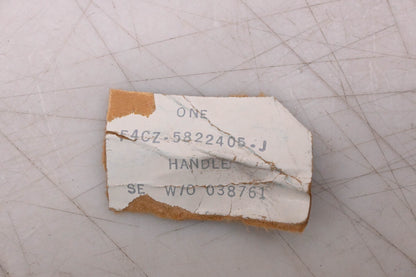 ONE
F4CZ-5822405-J
HANDLE
SE W/O 038761